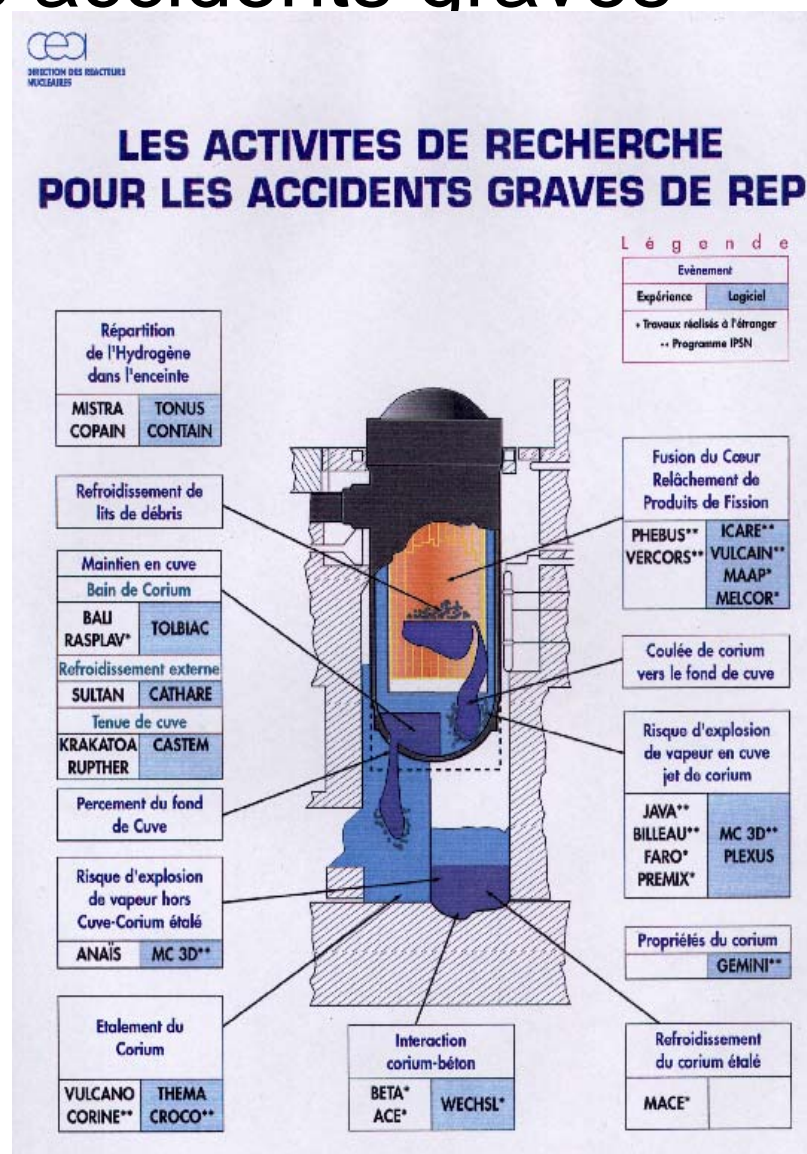 accidents graves
cea
DIRECTION DES REACTEURS
NUCLEAIRES
LES ACTIVITES DE RECHERCHE
POUR LES ACCIDENTS GRAVES DE REP
Légende
Evènement
Expérience Logiciel
* Travaux réalisés à l'étranger
** Programme IPSN
Répartition
de l'Hydrogène
dans l'enceinte
MISTRA TONUS
COPAIN CONTAIN
Refroidissement de
lits de débris
Maintien en cuve
Bain de Corium
BALI
RASPLAV* TOLBIAC
Refroidissement externe
SULTAN CATHARE
Tenue de cuve
KRAKATOA CASTEM
RUPTHER
Percement du fond
de Cuve
Risque d'explosion
de vapeur hors
Cuve-Corium étalé
ANAÏS MC 3D**
Etalement du
Corium
VULCANO THEMA
CORINE** CROCO**
Interaction
corium-béton
BETA*
ACE* WECHSL*
Fusion du Cœur
Relâchement de
Produits de Fission
PHEBUS** ICARE**
VERCORS** VULCAIN**
MAAP*
MELCOR*
Coulée de corium
vers le fond de cuve
Risque d'explosion
de vapeur en cuve
jet de corium
JAVA**
BILLEAU** MC 3D**
FARO* PLEXUS
PREMIX*
Propriétés du corium
GEMINI**
Refroidissement
du corium étalé
MACE*